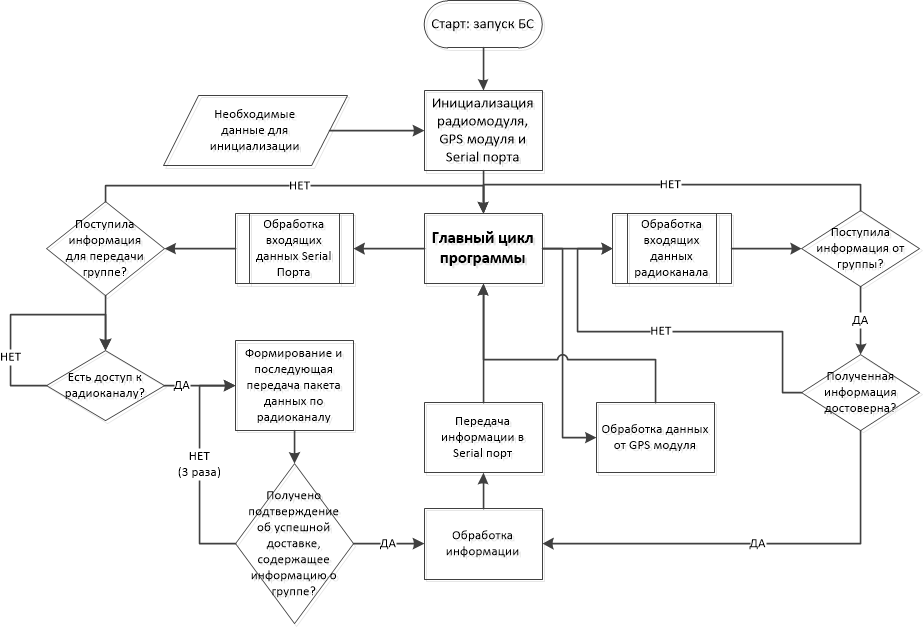 Старт: запуск БС
Необходимые
данные для
инициализации
Инициализация
радиомодуля,
GPS модуля и
Serial порта
НЕТ
НЕТ
Поступила
информация
для передачи
группе?
Обработка
входящих
данных Serial
Порта
Главный цикл
программы
Обработка
входящих
данных
радиоканала
Поступила
информация от
группы?
ДА
НЕТ
НЕТ
Есть доступ к
радиоканалу?
ДА
Формирование и
последующая
передача пакета
данных по
радиоканалу
Полученная
информация
достоверна?
Передача
информации в
Serial порт
Обработка данных
от GPS модуля
НЕТ
(3 раза)
Получено
подтверждение
об успешной
доставке,
содержащее
информацию о
группе?
ДА
Обработка
информации
ДА